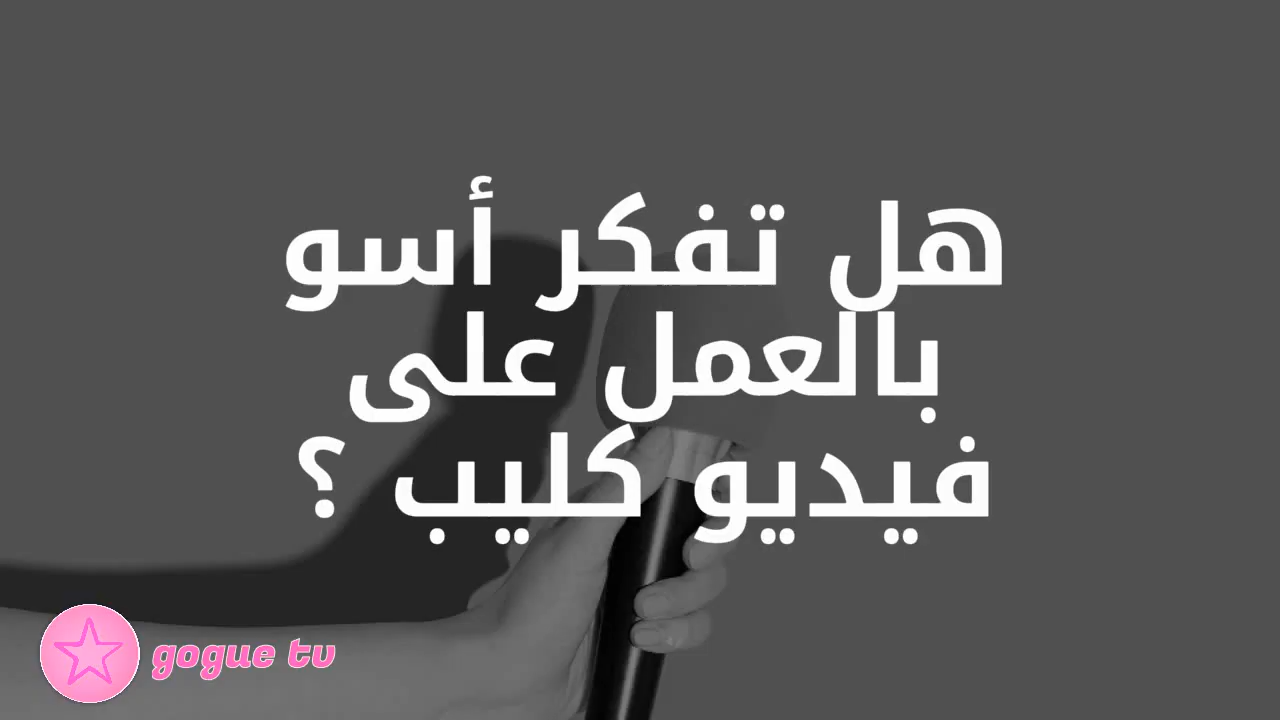 هل تفكر أسو
بالعمل على
فيديو كليب ؟
gogue tv